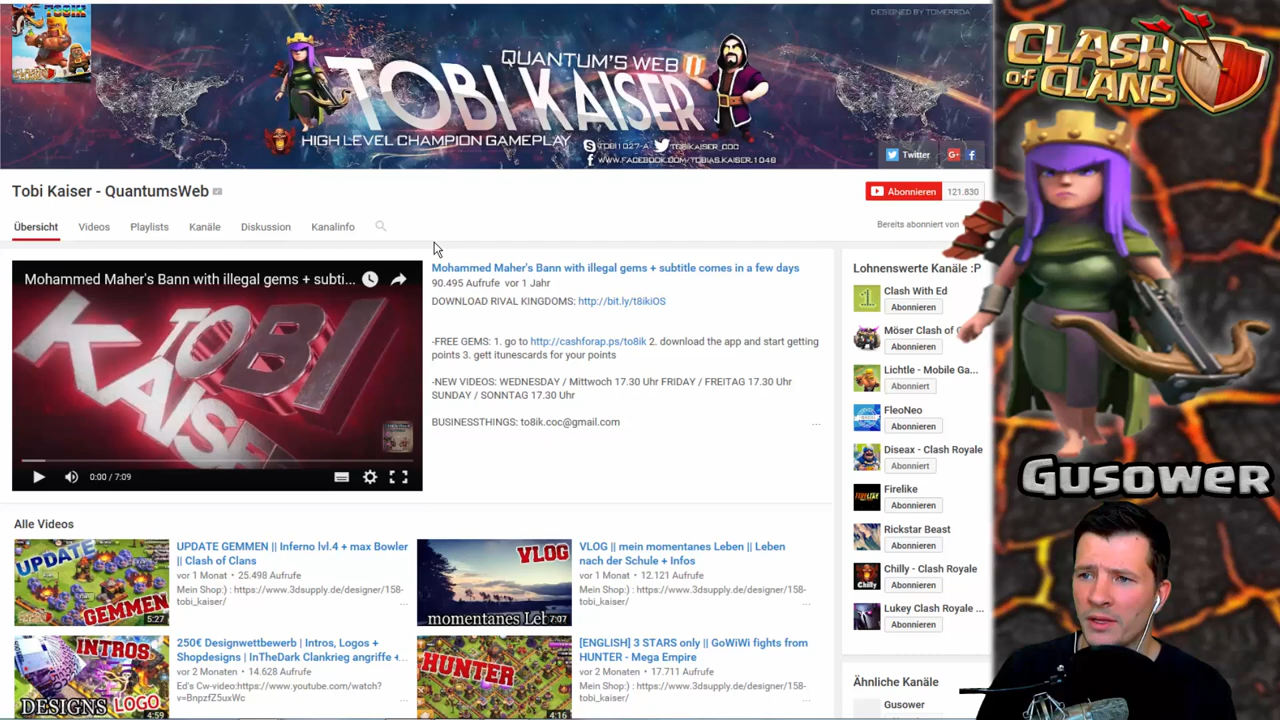 TOBI
DESIGNED BY TOMERRDA
QUANTUM'S WEB
TOBI KAISER
HIGH LEVEL CHAMPION GAMEPLAY
TOBI1027-A TOBIKAISER_COC
WWW.FACEBOOK.COM/TOBIAS.KAISER.1048
Twitter
CLASH
OF CLANS
Tobi Kaiser - QuantumsWeb
Abonnieren 121.830
Übersicht Videos Playlists Kanäle Diskussion Kanalinfo
Bereits abonniert von
Mohammed Maher's Bann with illegal gems + subti...
TOBI
KAISER
0:00 / 7:09
Mohammed Maher's Bann with illegal gems + subtitle comes in a few days
90.495 Aufrufe vor 1 Jahr
DOWNLOAD RIVAL KINGDOMS: http://bit.ly/t8ikiOS
-FREE GEMS: 1. go to http://cashforap.ps/to8ik 2. download the app and start getting
points 3. gett itunescards for your points
-NEW VIDEOS: WEDNESDAY / Mittwoch 17.30 Uhr FRIDAY / FREITAG 17.30 Uhr
SUNDAY / SONNTAG 17.30 Uhr
BUSINESSTHINGS: to8ik.coc@gmail.com
...
Lohnenswerte Kanäle :P
Clash With Ed
Abonnieren
Möser Clash of
Abonnieren
Lichtle - Mobile Ga...
Abonniert
FleoNeo
Abonnieren
Diseax - Clash Royale
Abonniert
Firelike
Abonnieren
Rickstar Beast
Abonnieren
Chilly - Clash Royale
Abonnieren
Lukey Clash Royale ...
Abonnieren
Ähnliche Kanäle
Gusower
GUSOWER
Alle Videos
UPDATE
GEMMEN
5:27
UPDATE GEMMEN || Inferno lvl.4 + max Bowler
|| Clash of Clans
vor 1 Monat • 25.498 Aufrufe
Mein Shop:) : https://www.3dsupply.de/designer/158-
tobi_kaiser/
...
VLOG
momentanes Leb
7:07
VLOG || mein momentanes Leben || Leben
nach der Schule + Infos
vor 1 Monat • 12.121 Aufrufe
Mein Shop:) : https://www.3dsupply.de/designer/158-
tobi_kaiser/
...
INTROS,
DESIGNS LOGO
4:59
250€ Designwettbewerb | Intros, Logos +
Shopdesigns | InTheDark Clankrieg angriffe +...
vor 2 Monaten • 14.628 Aufrufe
Ed's Cw-video:https://www.youtube.com/watch?
v=BnpzfZ5uxWc
...
HUNTER
4:16
[ENGLISH] 3 STARS only || GoWiWi fights from
HUNTER - Mega Empire
vor 2 Monaten • 17.711 Aufrufe
Mein Shop:) : https://www.3dsupply.de/designer/158-
tobi_kaiser/
...